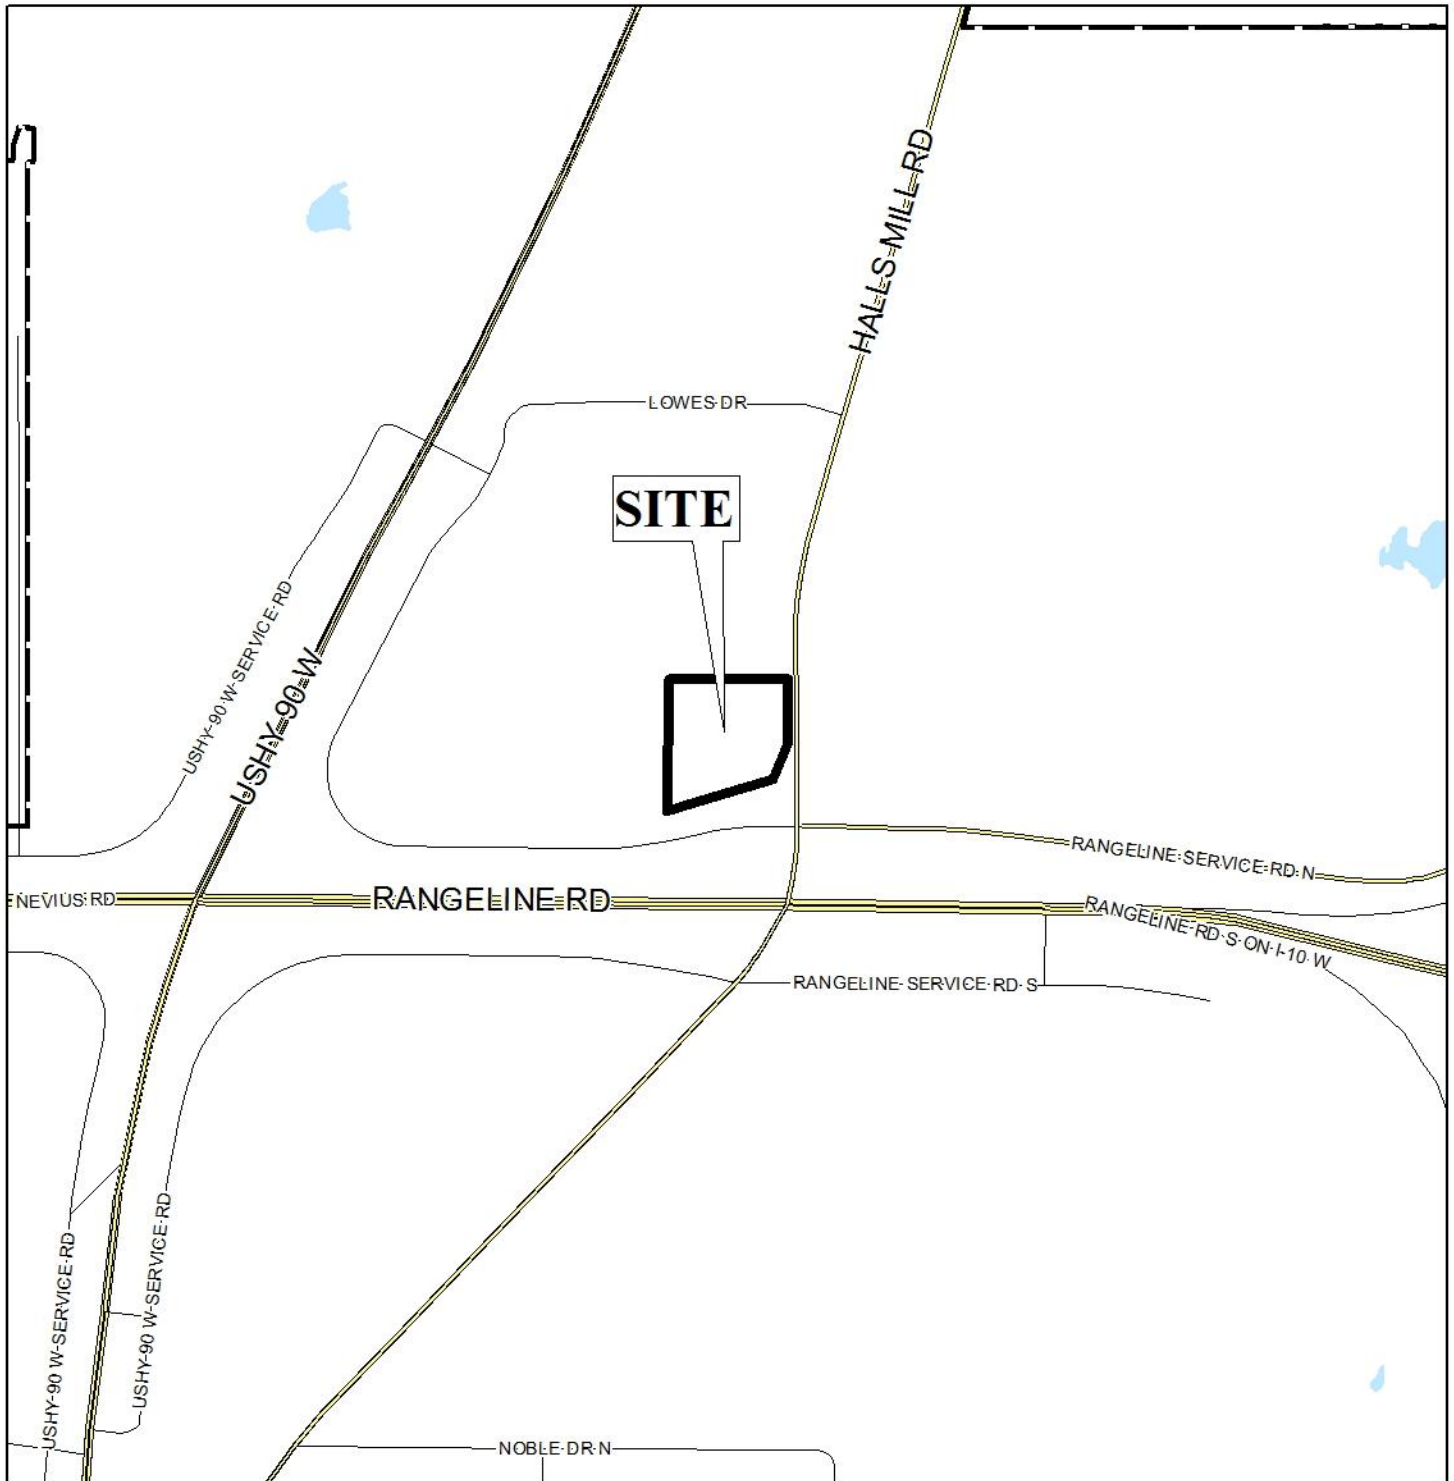 HALLS MILL RD
LOWES DR
SITE
USHY-90 W-SERVICE RD
USHY-90 W
RANGELINE SERVICE RD N
NEVIUS RD
RANGELINE RD
RANGELINE RD S ON I-10 W
RANGELINE SERVICE RD S
USHY-90 W-SERVICE RD
USHY-90 W-SERVICE RD
NOBLE DR N